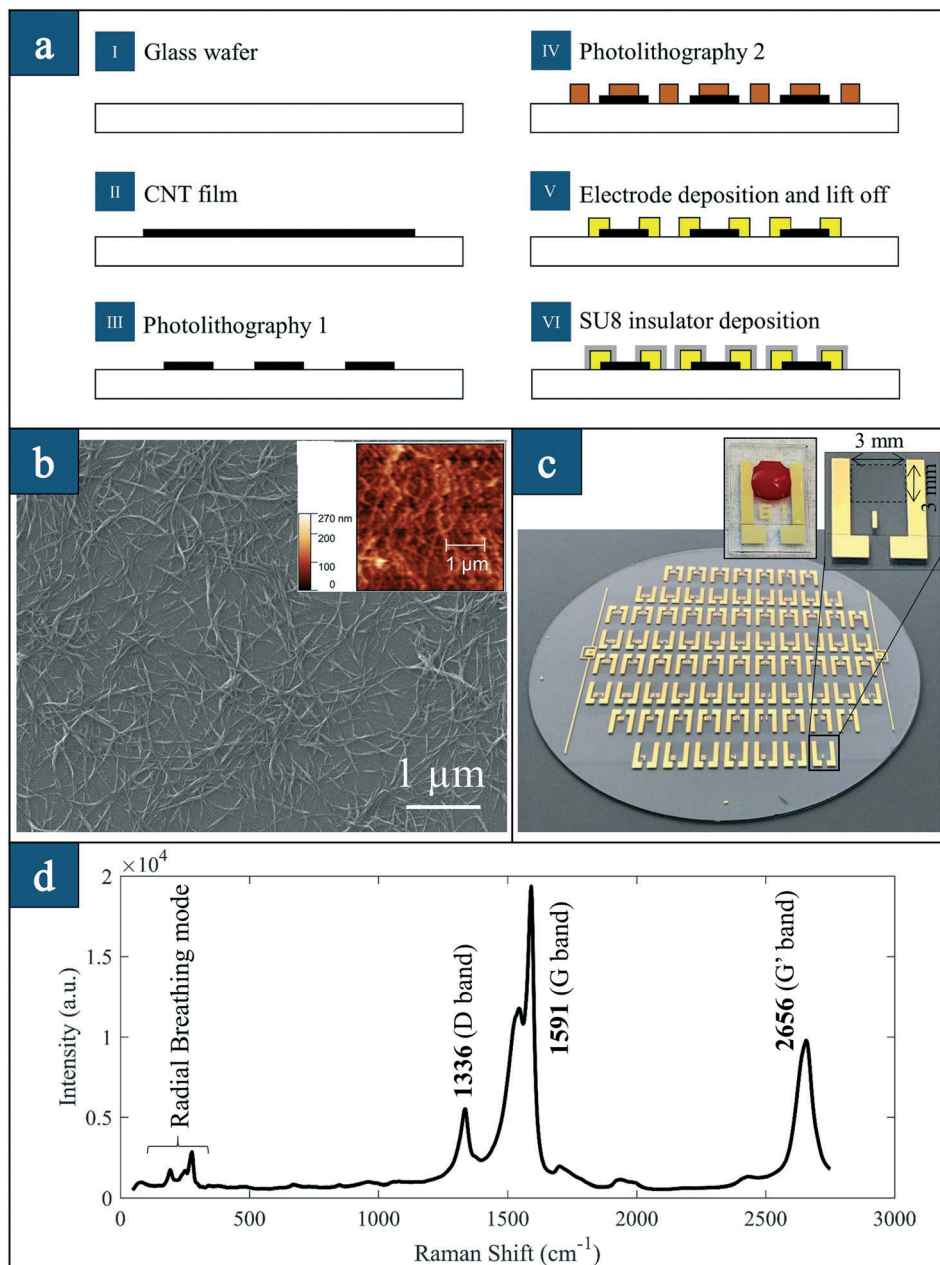 a
I Glass wafer
II CNT film
III Photolithography 1
IV Photolithography 2
V Electrode deposition and lift off
VI SU8 insulator deposition
b
270 nm
200
100
0
1 µm
1 µm
c
3 mm
3 mm
d
×10⁴
2
1.5
1
0.5
0
Intensity (a.u.)
Radial Breathing mode
1336 (D band)
1591 (G band)
2656 (G’ band)
0 500 1000 1500 2000 2500 3000
Raman Shift (cm⁻¹)